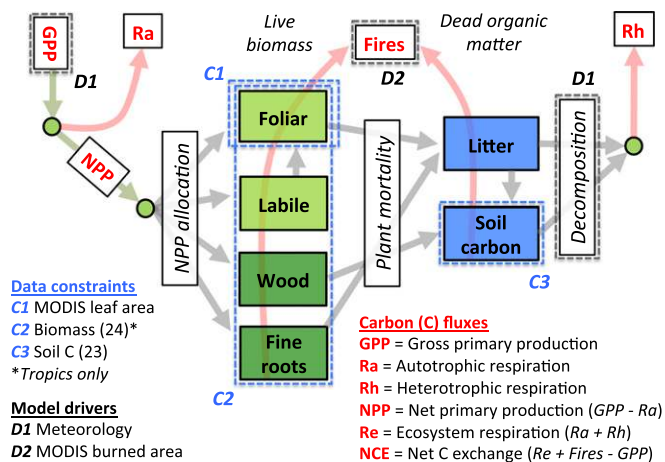 GPP
D1
Ra
NPP
NPP allocation
Live
biomass
C1
Foliar
Labile
Wood
Fine
roots
C2
Fires
D2
Plant mortality
Dead organic
matter
Litter
Soil
carbon
C3
D1
Decomposition
Rh
Data constraints
C1 MODIS leaf area
C2 Biomass (24)*
C3 Soil C (23)
*Tropics only
Model drivers
D1 Meteorology
D2 MODIS burned area
Carbon (C) fluxes
GPP = Gross primary production
Ra = Autotrophic respiration
Rh = Heterotrophic respiration
NPP = Net primary production (GPP - Ra)
Re = Ecosystem respiration (Ra + Rh)
NCE = Net C exchange (Re + Fires - GPP)